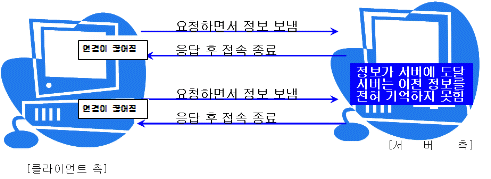 요청하면서 정보 보냄
연결이 끊어짐
응답 후 접속 종료
정보가 서버에 도달
서버는 이전 정보를
전혀 기억하지 못함
요청하면서 정보 보냄
연결이 끊어짐
응답 후 접속 종료
[서 버 측]
[클라이언트 측]